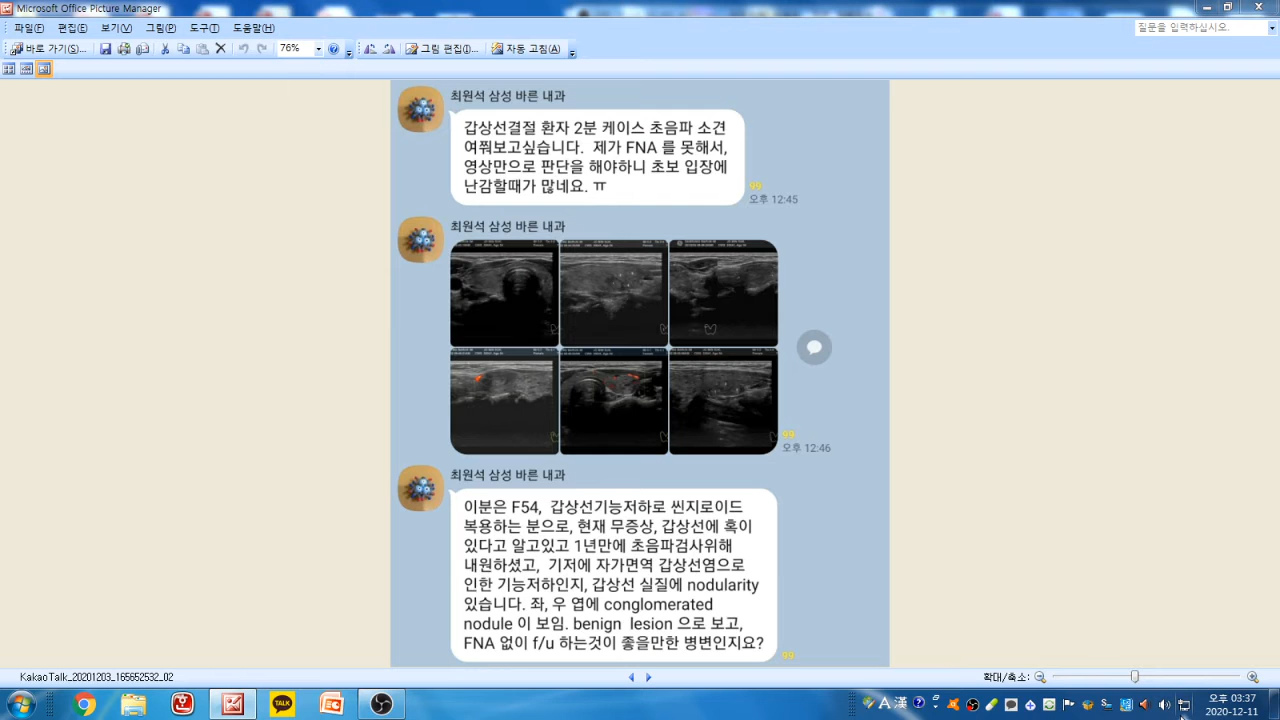 Microsoft Office Picture Manager
파일(F) 편집(E) 보기(V) 그림(P) 도구(T) 도움말(H)
질문을 입력하십시오.
바로 가기(S)... 76% 그림 편집(I)... 자동 고침(A)
최원석 삼성 바른 내과
갑상선결절 환자 2분 케이스 초음파 소견
여쭤보고싶습니다. 제가 FNA 를 못해서,
영상만으로 판단을 해야하니 초보 입장에
난감할때가 많네요. ㅠ
99
오후 12:45
최원석 삼성 바른 내과
99
오후 12:46
최원석 삼성 바른 내과
이분은 F54, 갑상선기능저하로 씬지로이드
복용하는 분으로, 현재 무증상, 갑상선에 혹이
있다고 알고있고 1년만에 초음파검사위해
내원하셨고, 기저에 자가면역 갑상선염으로
인한 기능저하인지, 갑상선 실질에 nodularity
있습니다. 좌, 우 엽에 conglomerated
nodule 이 보임. benign lesion 으로 보고,
FNA 없이 f/u 하는것이 좋을만한 병변인지요?
99
KakaoTalk_20201203_165652532_02
확대/축소:
TALK
A 漢
오후 03:37
2020-12-11